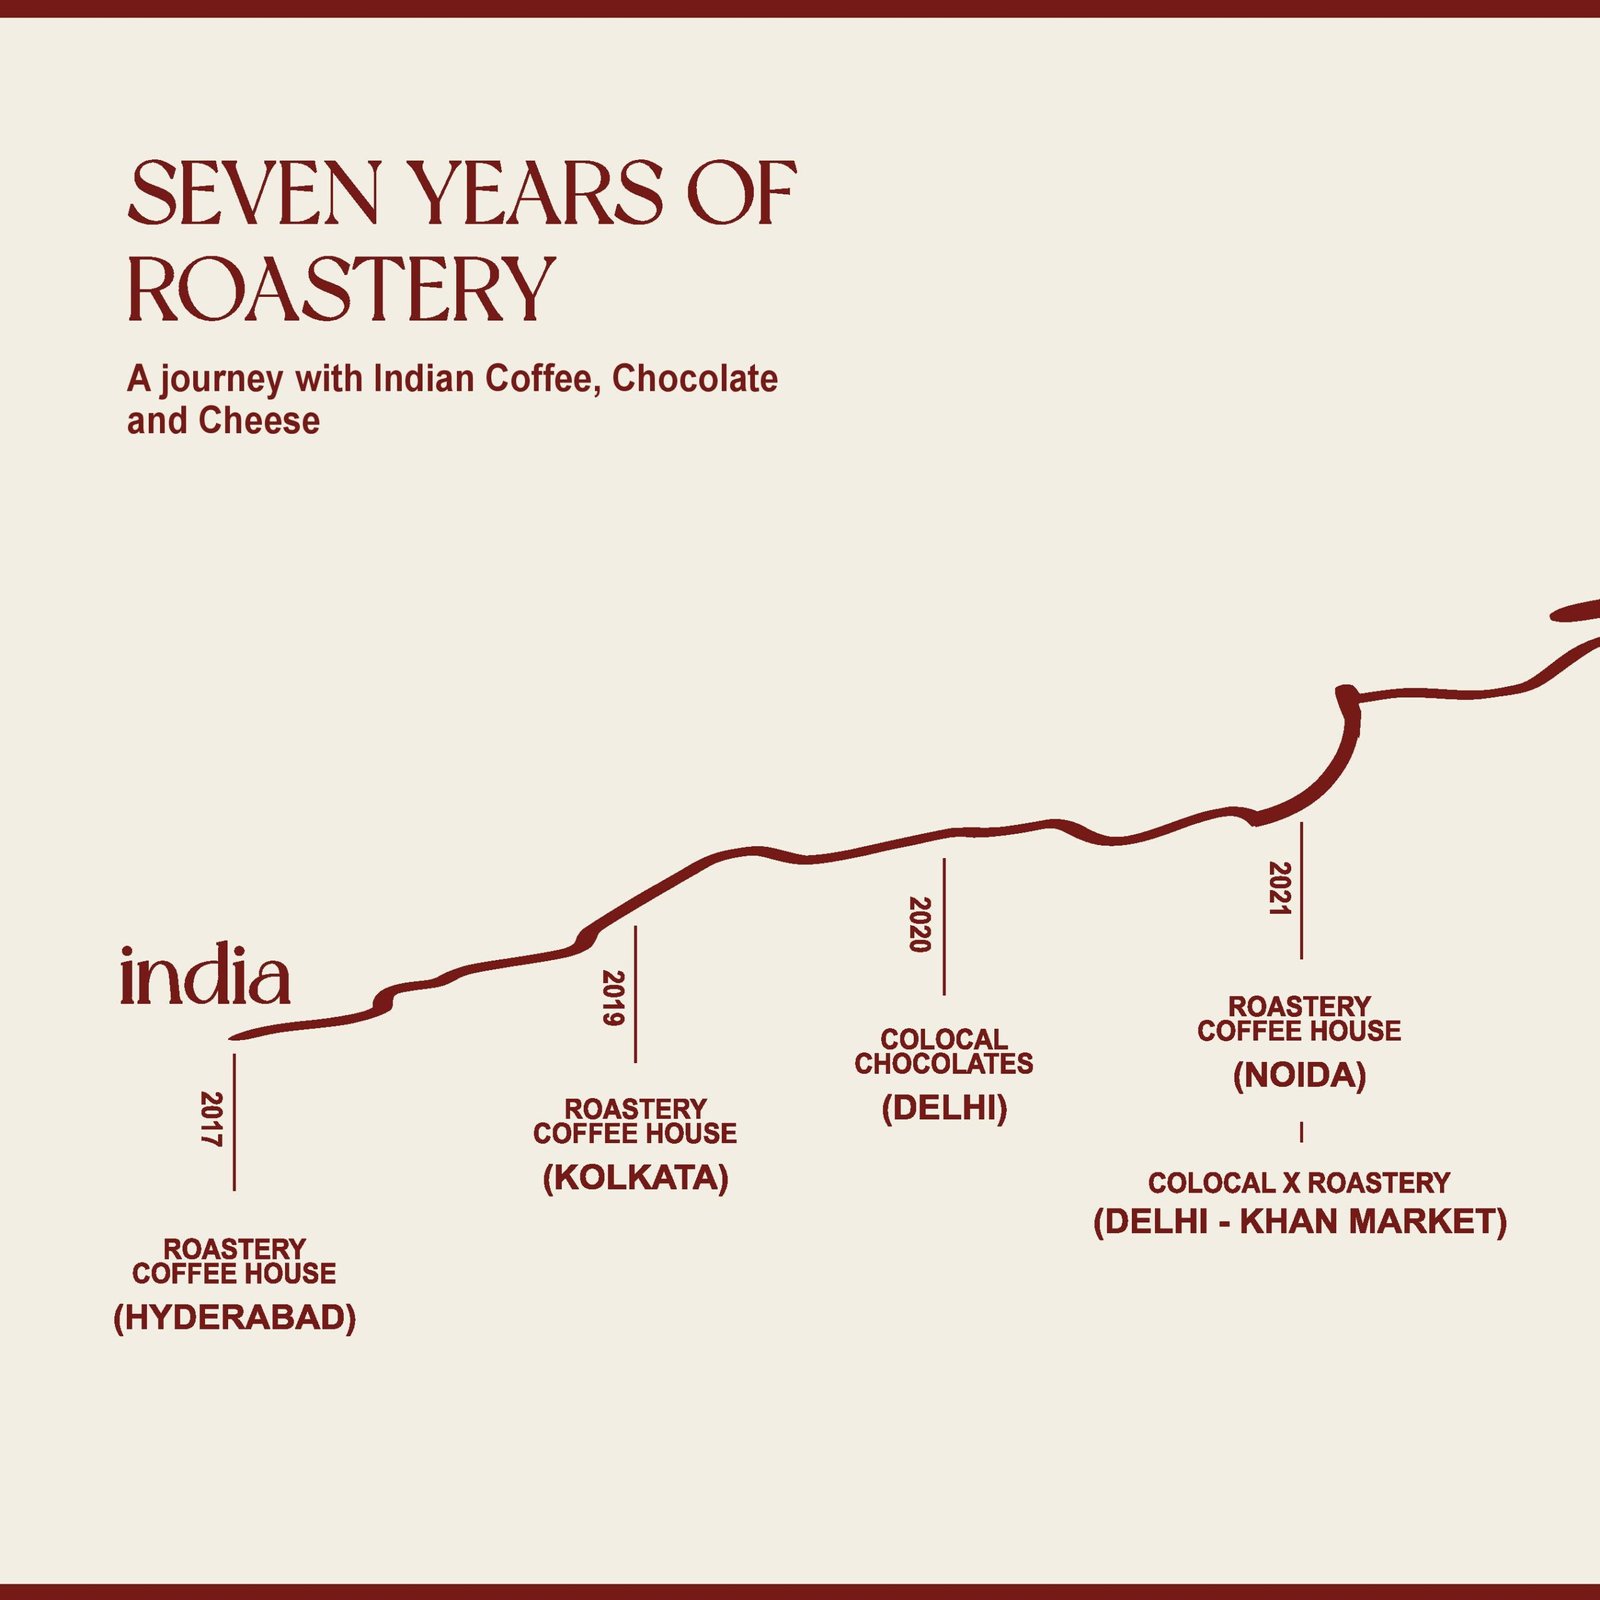 SEVEN YEARS OF
ROASTERY
A journey with Indian Coffee, Chocolate
and Cheese
india
2017
ROASTERY
COFFEE HOUSE
(HYDERABAD)
2019
ROASTERY
COFFEE HOUSE
(KOLKATA)
2020
COLOCAL
CHOCOLATES
(DELHI)
2021
ROASTERY
COFFEE HOUSE
(NOIDA)
COLOCAL X ROASTERY
(DELHI - KHAN MARKET)